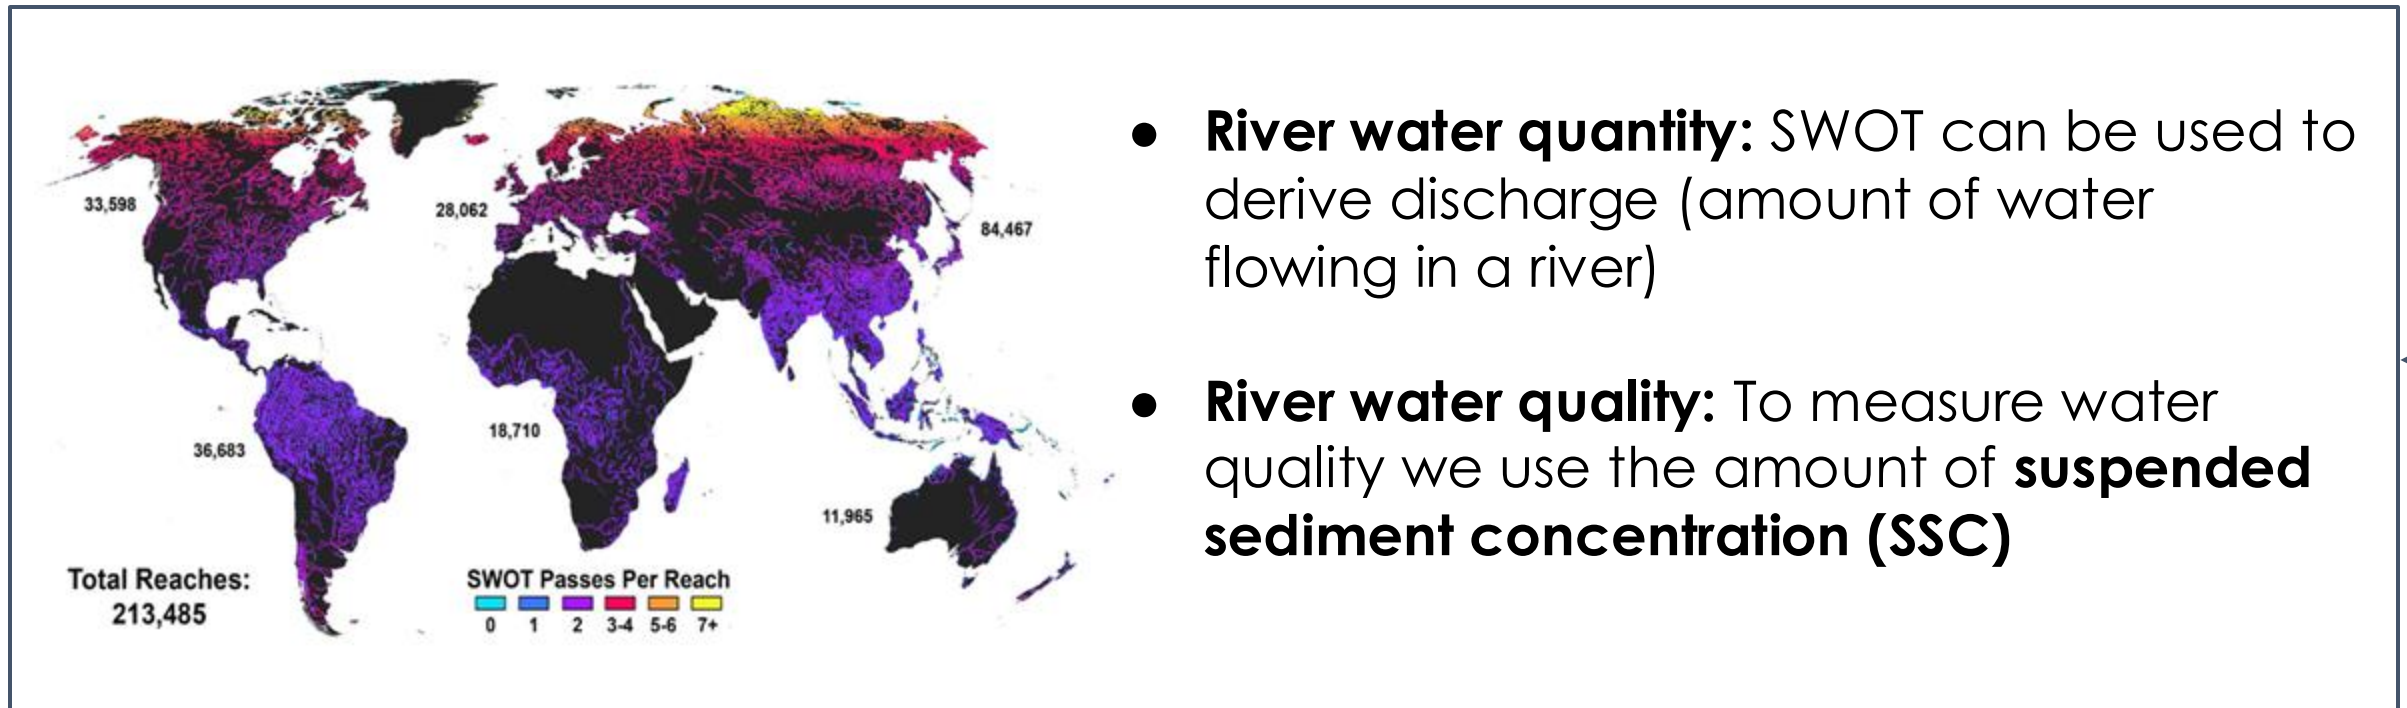 33,598
28,062
84,467
36,683
18,710
11,965
Total Reaches:
213,485
SWOT Passes Per Reach
0 1 2 3-4 5-6 7+
● River water quantity: SWOT can be used to
derive discharge (amount of water
flowing in a river)
● River water quality: To measure water
quality we use the amount of suspended
sediment concentration (SSC)